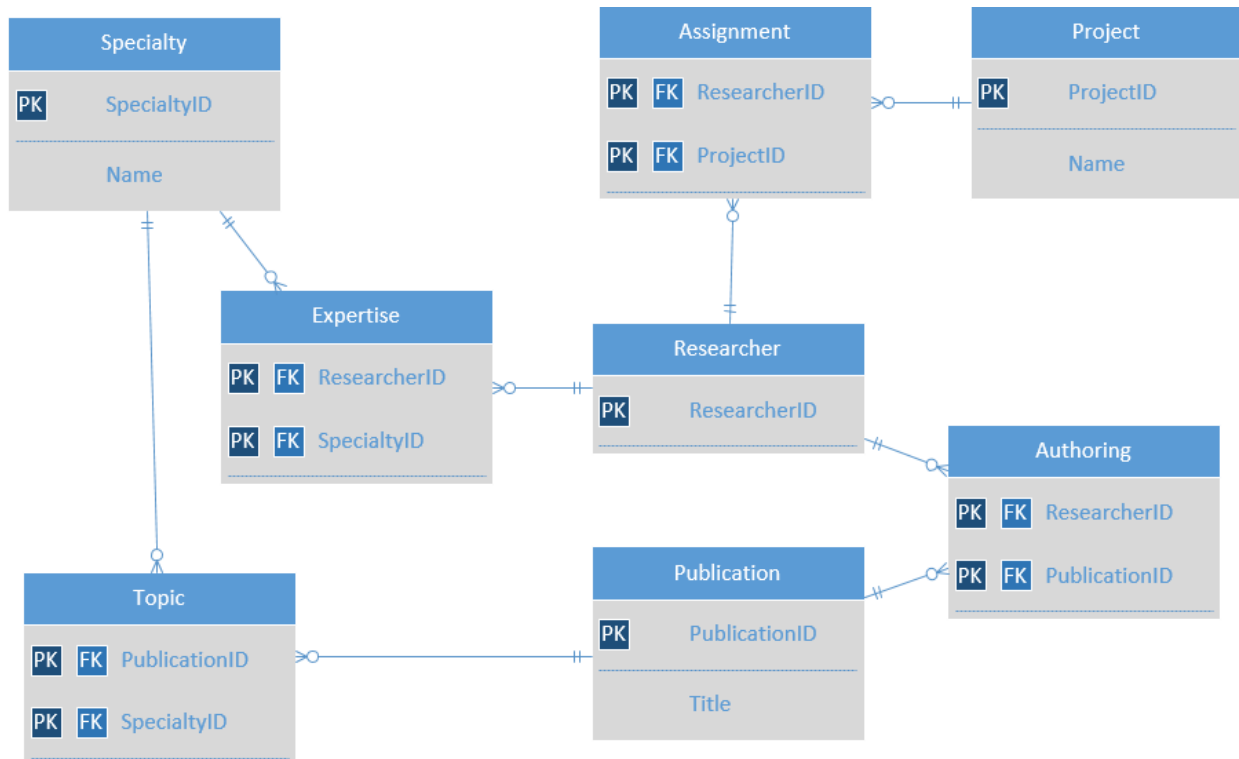 Specialty
PK SpecialtyID
Name
Assignment
PK FK ResearcherID
PK FK ProjectID
Project
PK ProjectID
Name
Expertise
PK FK ResearcherID
PK FK SpecialtyID
Researcher
PK ResearcherID
Authoring
PK FK ResearcherID
PK FK PublicationID
Topic
PK FK PublicationID
PK FK SpecialtyID
Publication
PK PublicationID
Title